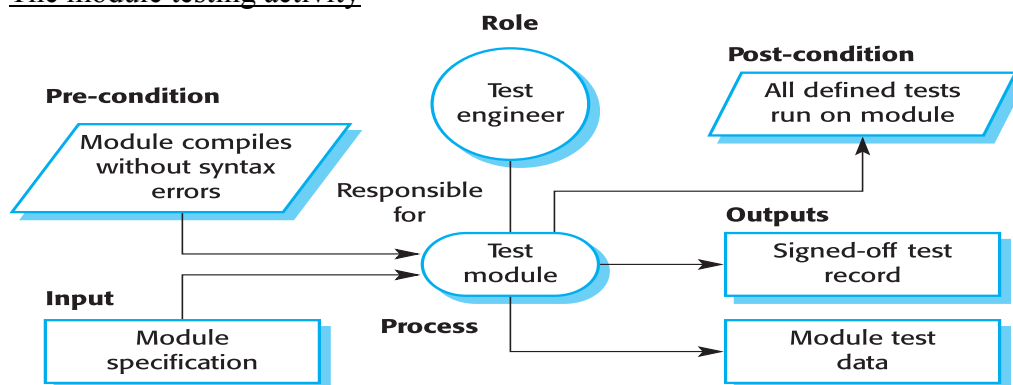 The module testing activity
Role
Test
engineer
Post-condition
All defined tests
run on module
Pre-condition
Module compiles
without syntax
errors
Responsible
for
Test
module
Process
Input
Module
specification
Outputs
Signed-off test
record
Module test
data